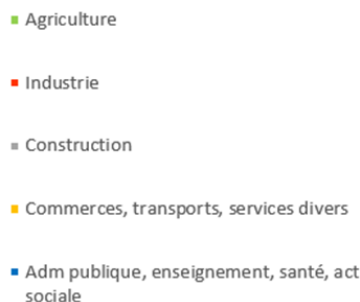 Agriculture
Industrie
Construction
Commerces, transports, services divers
Adm publique, enseignement, santé, act
sociale